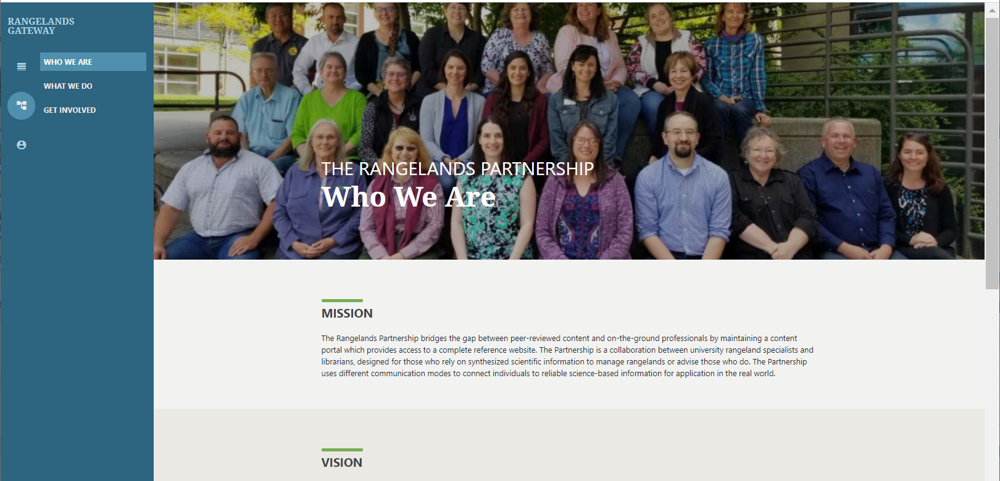 RANGELANDS
GATEWAY
WHO WE ARE
WHAT WE DO
GET INVOLVED
THE RANGELANDS PARTNERSHIP
Who We Are
MISSION
The Rangelands Partnership bridges the gap between peer-reviewed content and on-the-ground professionals by maintaining a content
portal which provides access to a complete reference website. The Partnership is a collaboration between university rangeland specialists and
librarians, designed for those who rely on synthesized scientific information to manage rangelands or advise those who do. The Partnership
uses different communication modes to connect individuals to reliable science-based information for application in the real world.
VISION